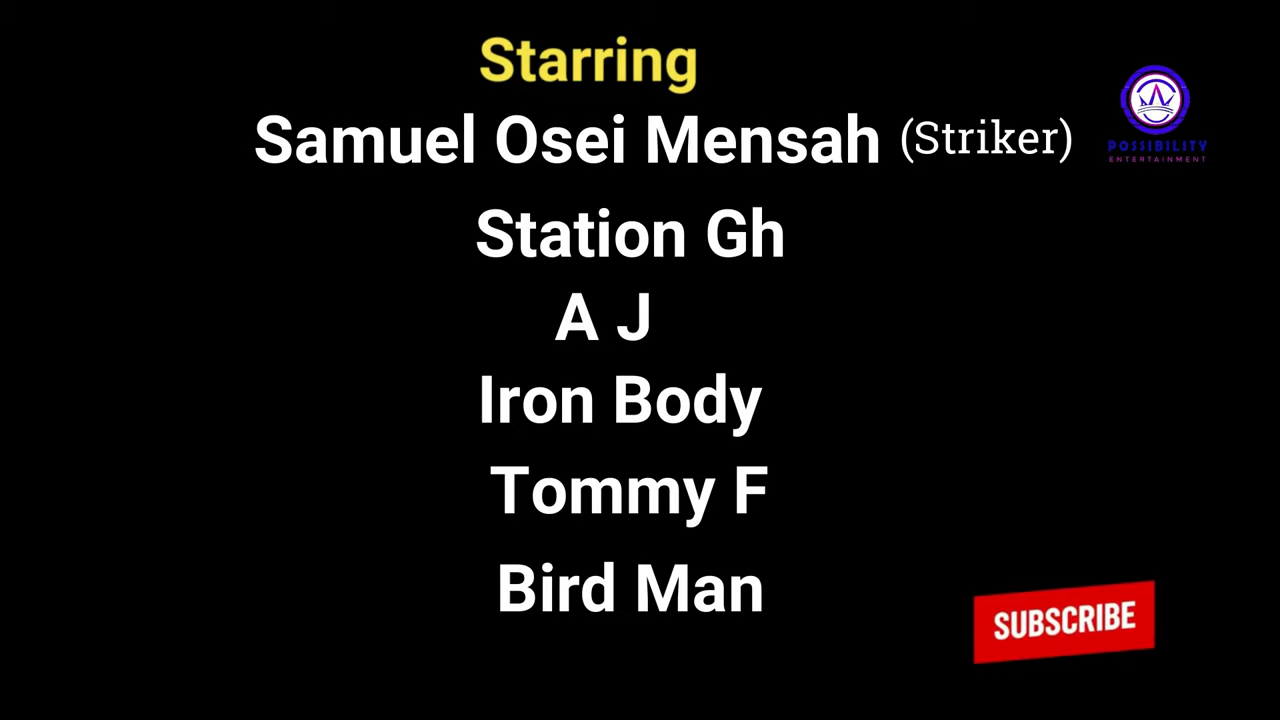 Starring
Samuel Osei Mensah (Striker)
POSSIBILITY
ENTERTAINMENT
Station Gh
A J
Iron Body
Tommy F
Bird Man
SUBSCRIBE